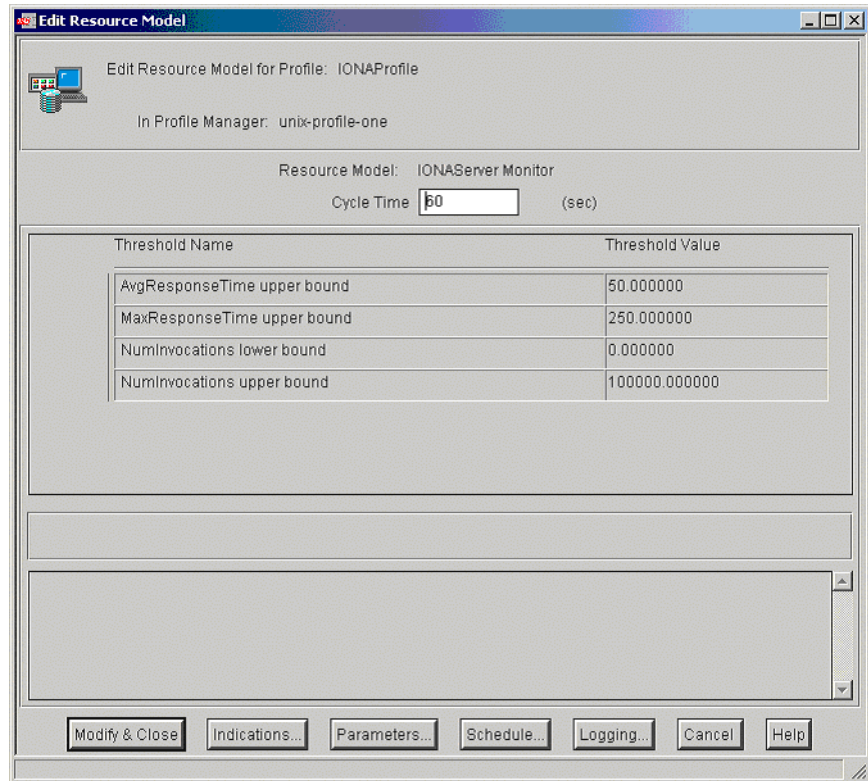 Edit Resource Model
Edit Resource Model for Profile: IONAProfile
In Profile Manager: unix-profile-one
Resource Model: IONAServer Monitor
Cycle Time 60 (sec)
Threshold Name Threshold Value
AvgResponseTime upper bound 50.000000
MaxResponseTime upper bound 250.000000
NumInvocations lower bound 0.000000
NumInvocations upper bound 100000.000000
Modify & Close Indications... Parameters... Schedule... Logging... Cancel Help